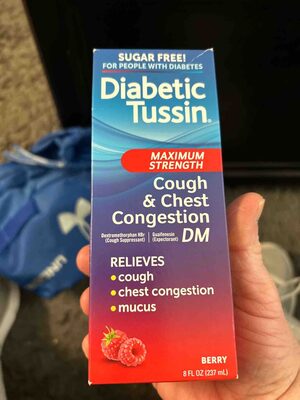 SUGAR FREE!
FOR PEOPLE WITH DIABETES
Diabetic
Tussin®
MAXIMUM
STRENGTH
Cough
& Chest
Congestion
Dextromethorphan HBr
(Cough Suppressant)
Guaifenesin
(Expectorant)
DM
RELIEVES
• cough
• chest congestion
• mucus
BERRY
8 FL OZ (237 mL)